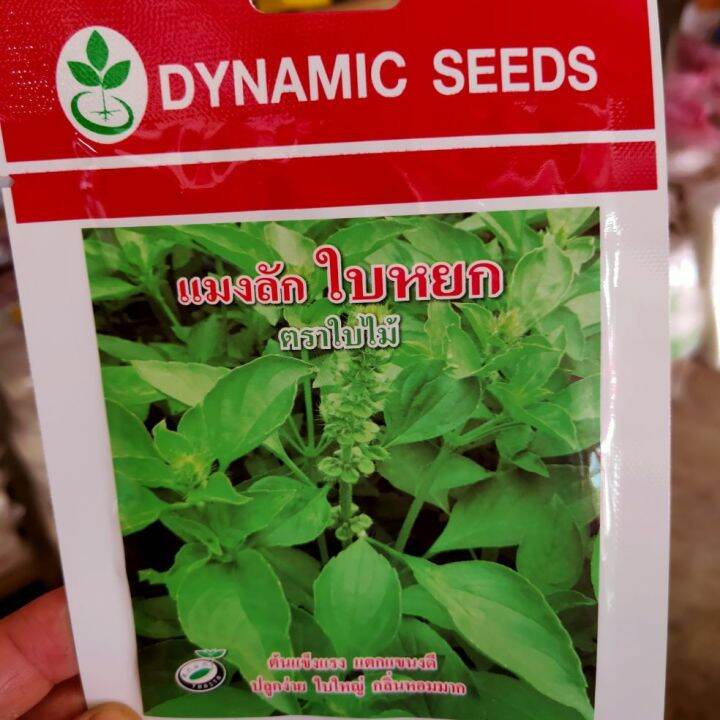 DYNAMIC SEEDS
แมงลัก ใบหยก
ตราใบไม้
ต้นแข็งแรง แตกแขนงดี
ปลูกง่าย ใบใหญ่ กลิ่นหอมมาก